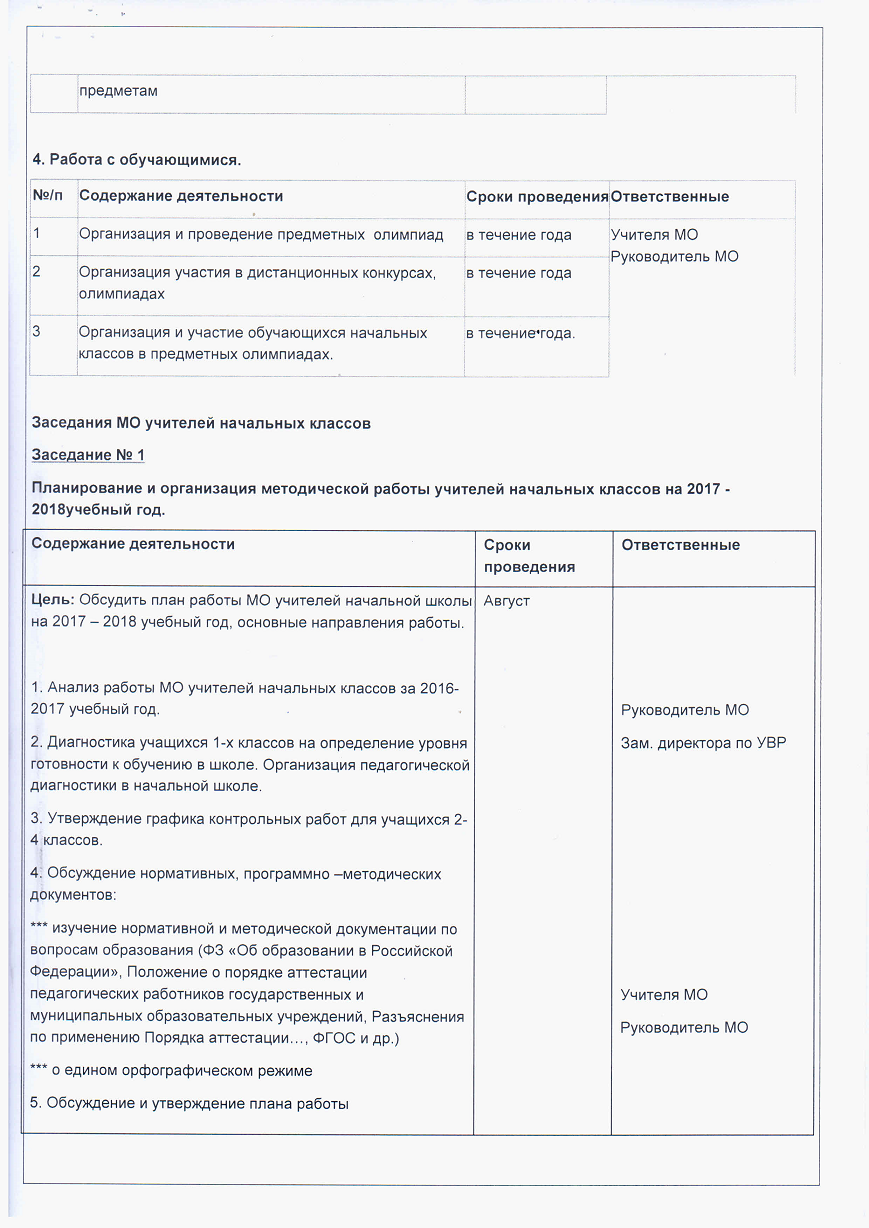 предметам
4. Работа с обучающимися.
№/п Содержание деятельности Сроки проведения Ответственные
1 Организация и проведение предметных олимпиад в течение года Учителя МО
Руководитель МО
2 Организация участия в дистанционных конкурсах, в течение года
олимпиадах
3 Организация и участие обучающихся начальных в течение года.
классов в предметных олимпиадах.
Заседания МО учителей начальных классов
Заседание № 1
Планирование и организация методической работы учителей начальных классов на 2017 -
2018учебный год.
Содержание деятельности Сроки Ответственные
проведения
Цель: Обсудить план работы МО учителей начальной школы Август
на 2017 – 2018 учебный год, основные направления работы.
1. Анализ работы МО учителей начальных классов за 2016-
2017 учебный год. Руководитель МО
2. Диагностика учащихся 1-х классов на определение уровня Зам. директора по УВР
готовности к обучению в школе. Организация педагогической
диагностики в начальной школе.
3. Утверждение графика контрольных работ для учащихся 2-
4 классов.
4. Обсуждение нормативных, программно –методических
документов:
*** изучение нормативной и методической документации по
вопросам образования (ФЗ «Об образовании в Российской
Федерации», Положение о порядке аттестации
педагогических работников государственных и Учителя МО
муниципальных образовательных учреждений, Разъяснения
по применению Порядка аттестации…, ФГОС и др.) Руководитель МО
*** о едином орфографическом режиме
5. Обсуждение и утверждение плана работы